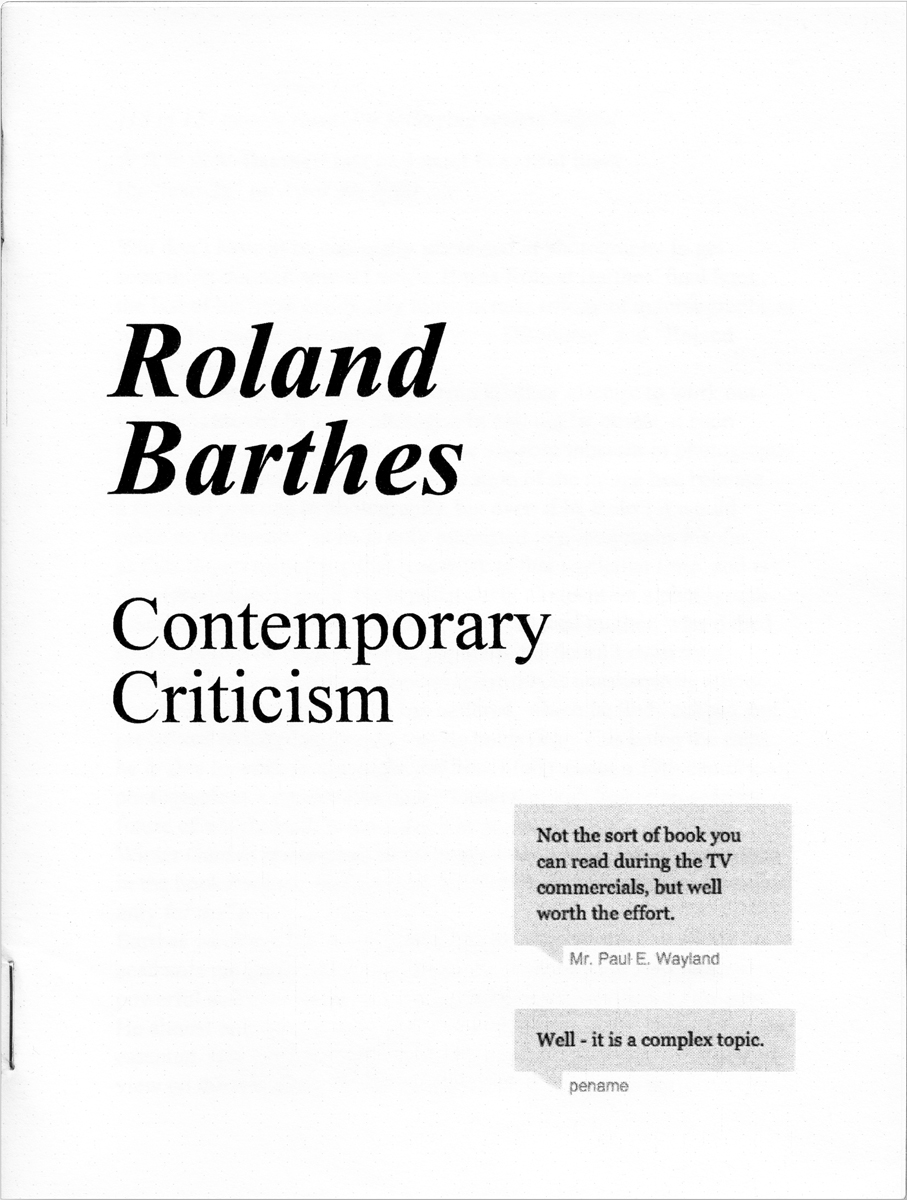 Roland
Barthes
Contemporary
Criticism
Not the sort of book you
can read during the TV
commercials, but well
worth the effort.
Mr. Paul E. Wayland
Well - it is a complex topic.
pename